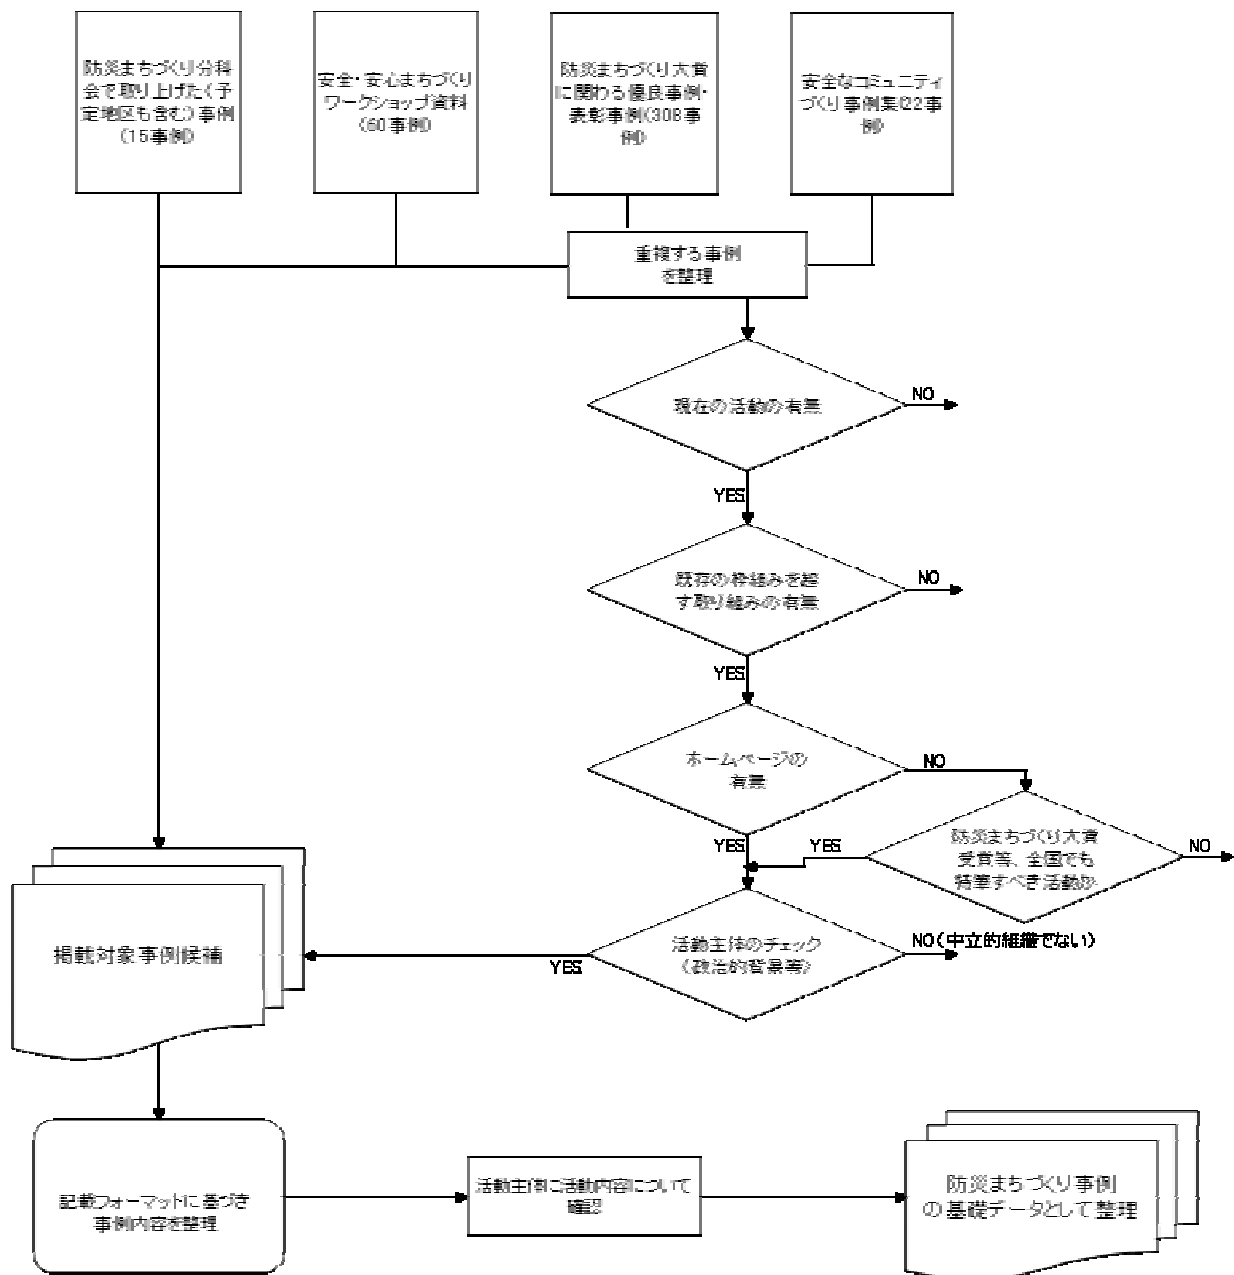 防災まちづくり分科
会で取り上げた(予
定地区も含む)事例
(15事例)
安全・安心まちづくり
ワークショップ資料
(60事例)
防災まちづくり大賞
に関わる優良事例・
表彰事例(308事
例)
安全なコミュニティ
づくり事例集(22事
例)
重複する事例
を整理
現在の活動の有無
NO
YES
既存の枠組みを超
す取り組みの有無
NO
YES
ホームページの
有無
NO
YES
防災まちづくり大賞
受賞等、全国でも
特筆すべき活動か
YES
NO
活動主体のチェック
(政治的背景等)
NO(中立的組織でない)
YES
掲載対象事例候補
記載フォーマットに基づき
事例内容を整理
活動主体に活動内容について
確認
防災まちづくり事例
の基礎データとして整理